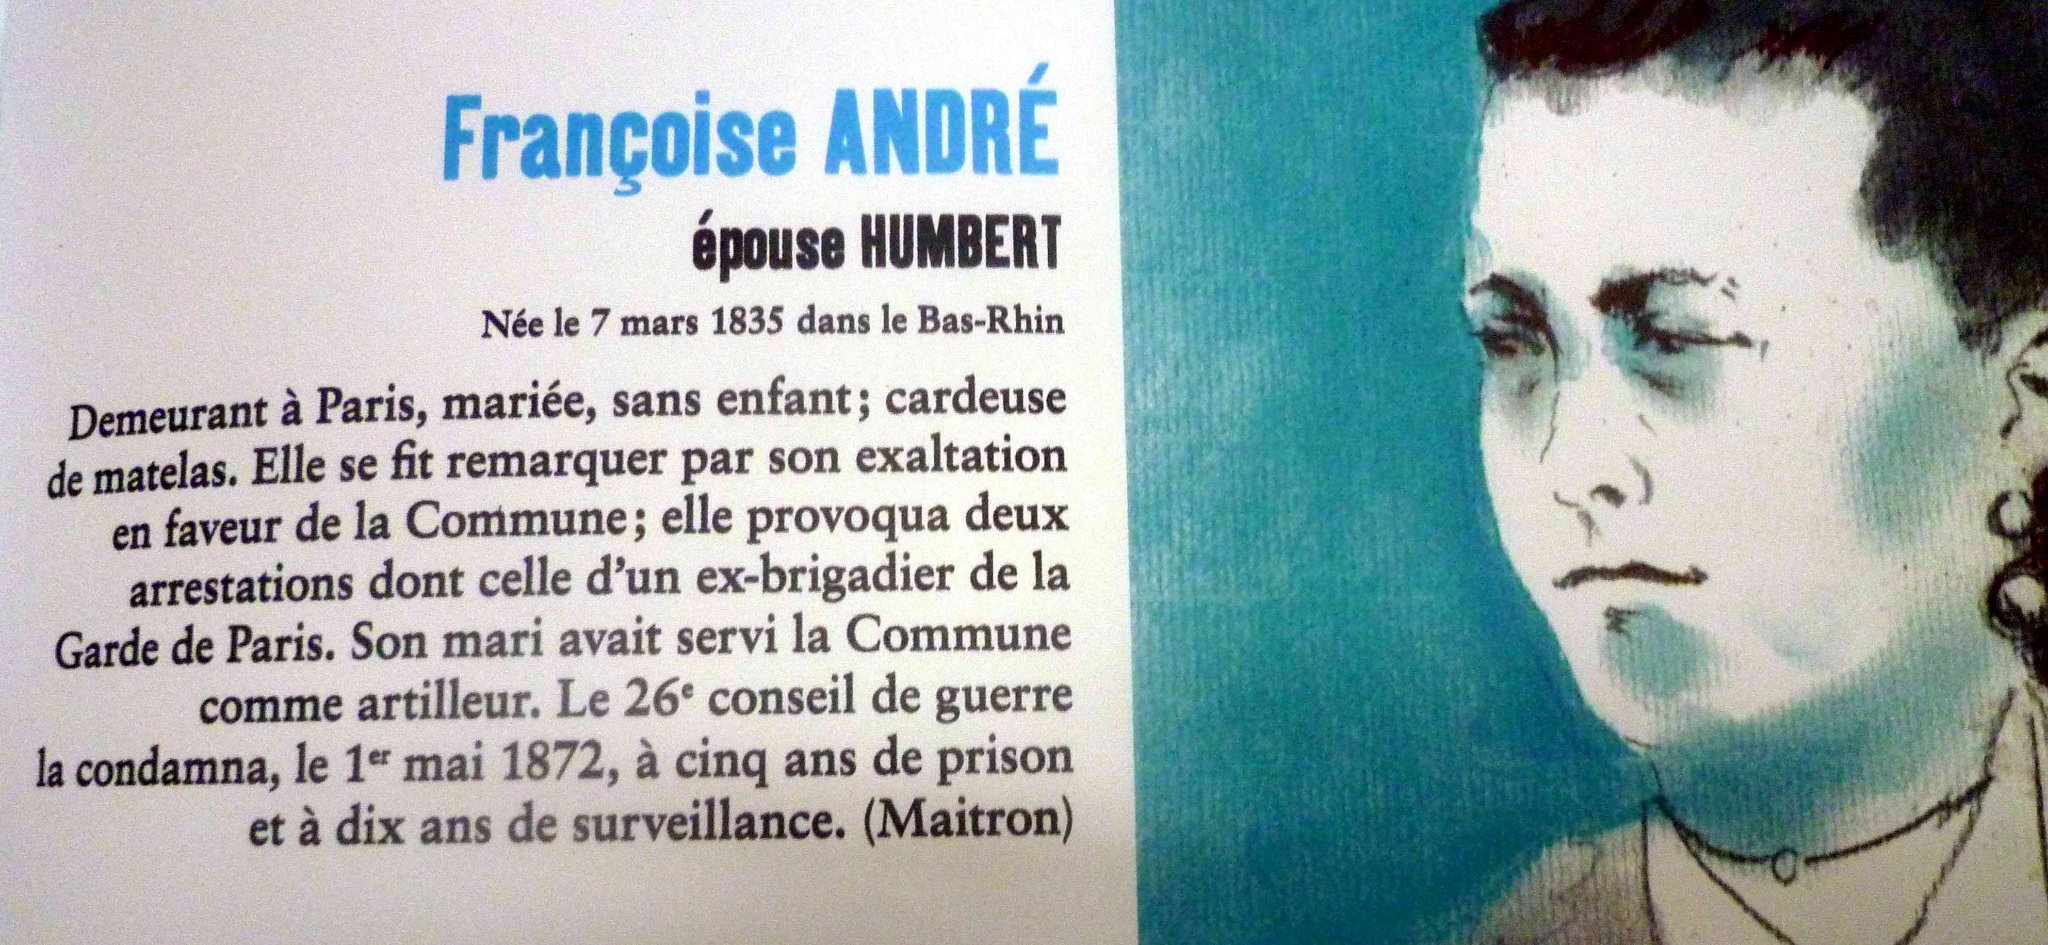 Françoise ANDRÉ
épouse HUMBERT
Née le 7 mars 1835 dans le Bas-Rhin
Demeurant à Paris, mariée, sans enfant ; cardeuse
de matelas. Elle se fit remarquer par son exaltation
en faveur de la Commune ; elle provoqua deux
arrestations dont celle d'un ex-brigadier de la
Garde de Paris. Son mari avait servi la Commune
comme artilleur. Le 26e conseil de guerre
la condamna, le 1er mai 1872, à cinq ans de prison
et à dix ans de surveillance. (Maitron)